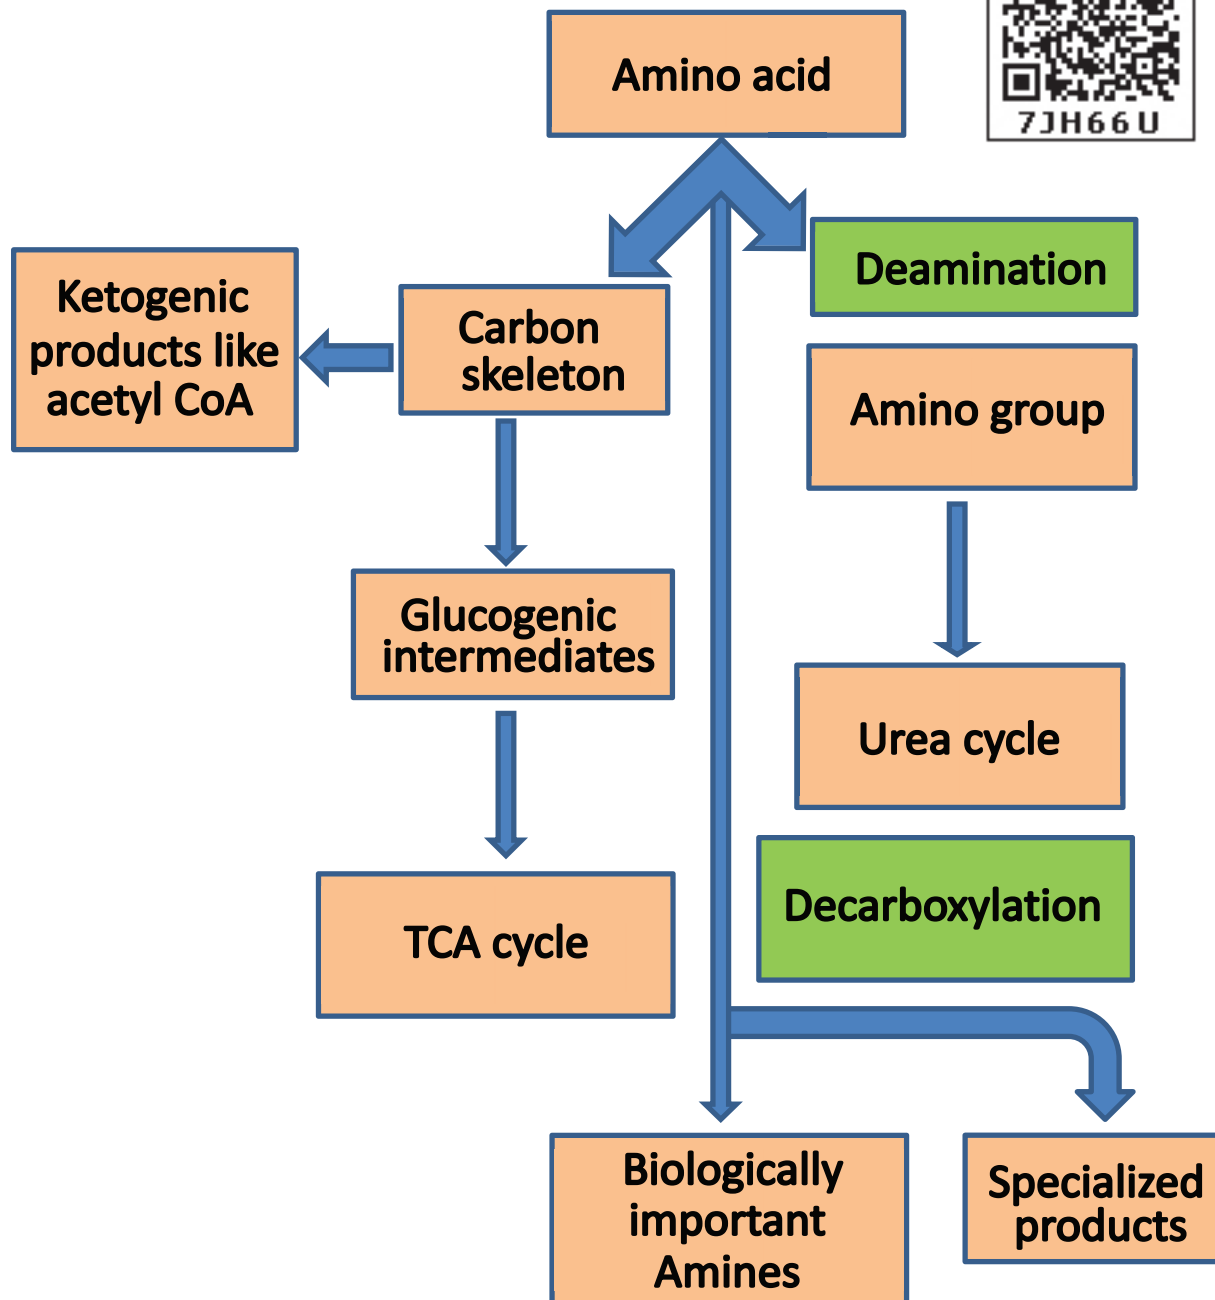 Amino acid
7JH66U
Deamination
Ketogenic
products like
acetyl CoA
Carbon
skeleton
Amino group
Glucogenic
intermediates
Urea cycle
Decarboxylation
TCA cycle
Biologically
important
Amines
Specialized
products